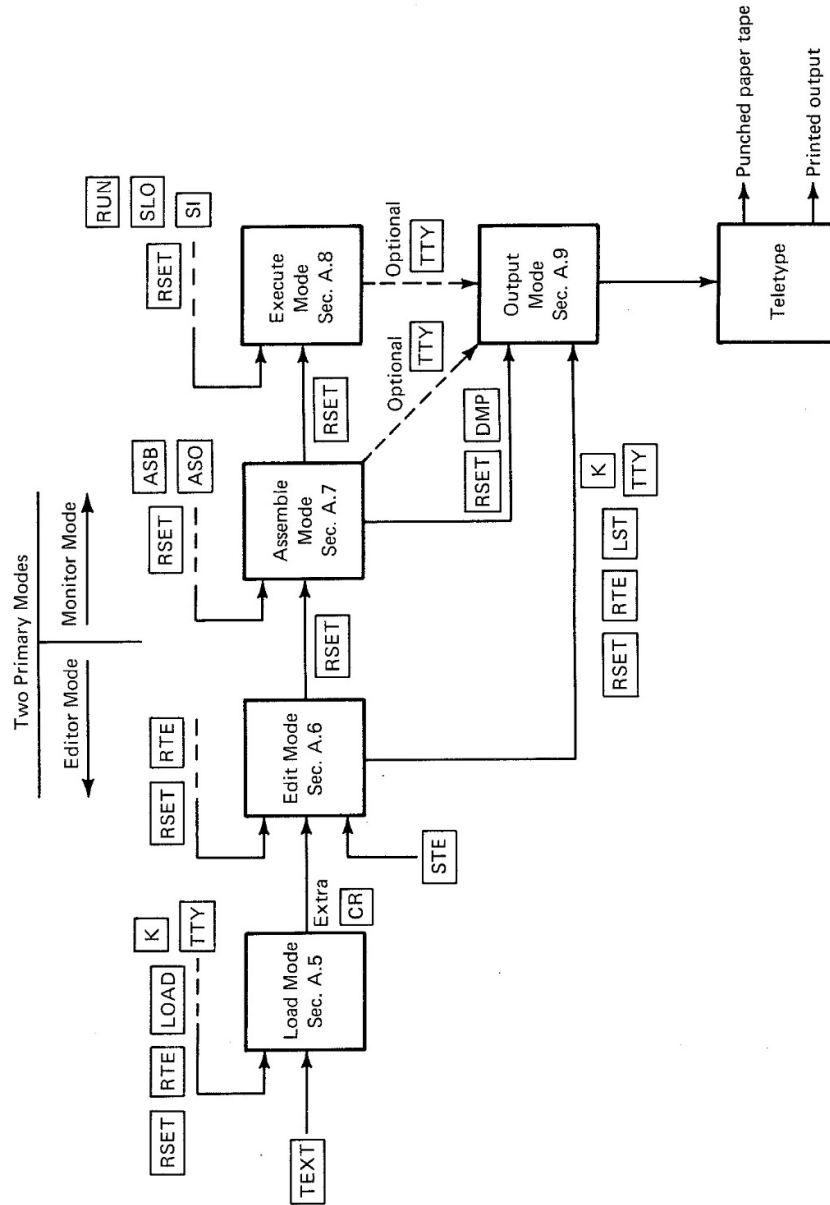 Two Primary Modes
Editor Mode
Monitor Mode
RSET RTE LOAD K
TTY
RSET RTE
RSET ASB
ASO
RSET RUN
SLO
SI
TEXT
Load Mode
Sec. A.5
Extra
CR
Edit Mode
Sec. A.6
STE
RSET
Assemble
Mode
Sec. A.7
RSET
Execute
Mode
Sec. A.8
Optional
TTY
Optional
TTY
RSET DMP
RSET RTE LST K
TTY
Output
Mode
Sec. A.9
Teletype
Punched paper tape
Printed output